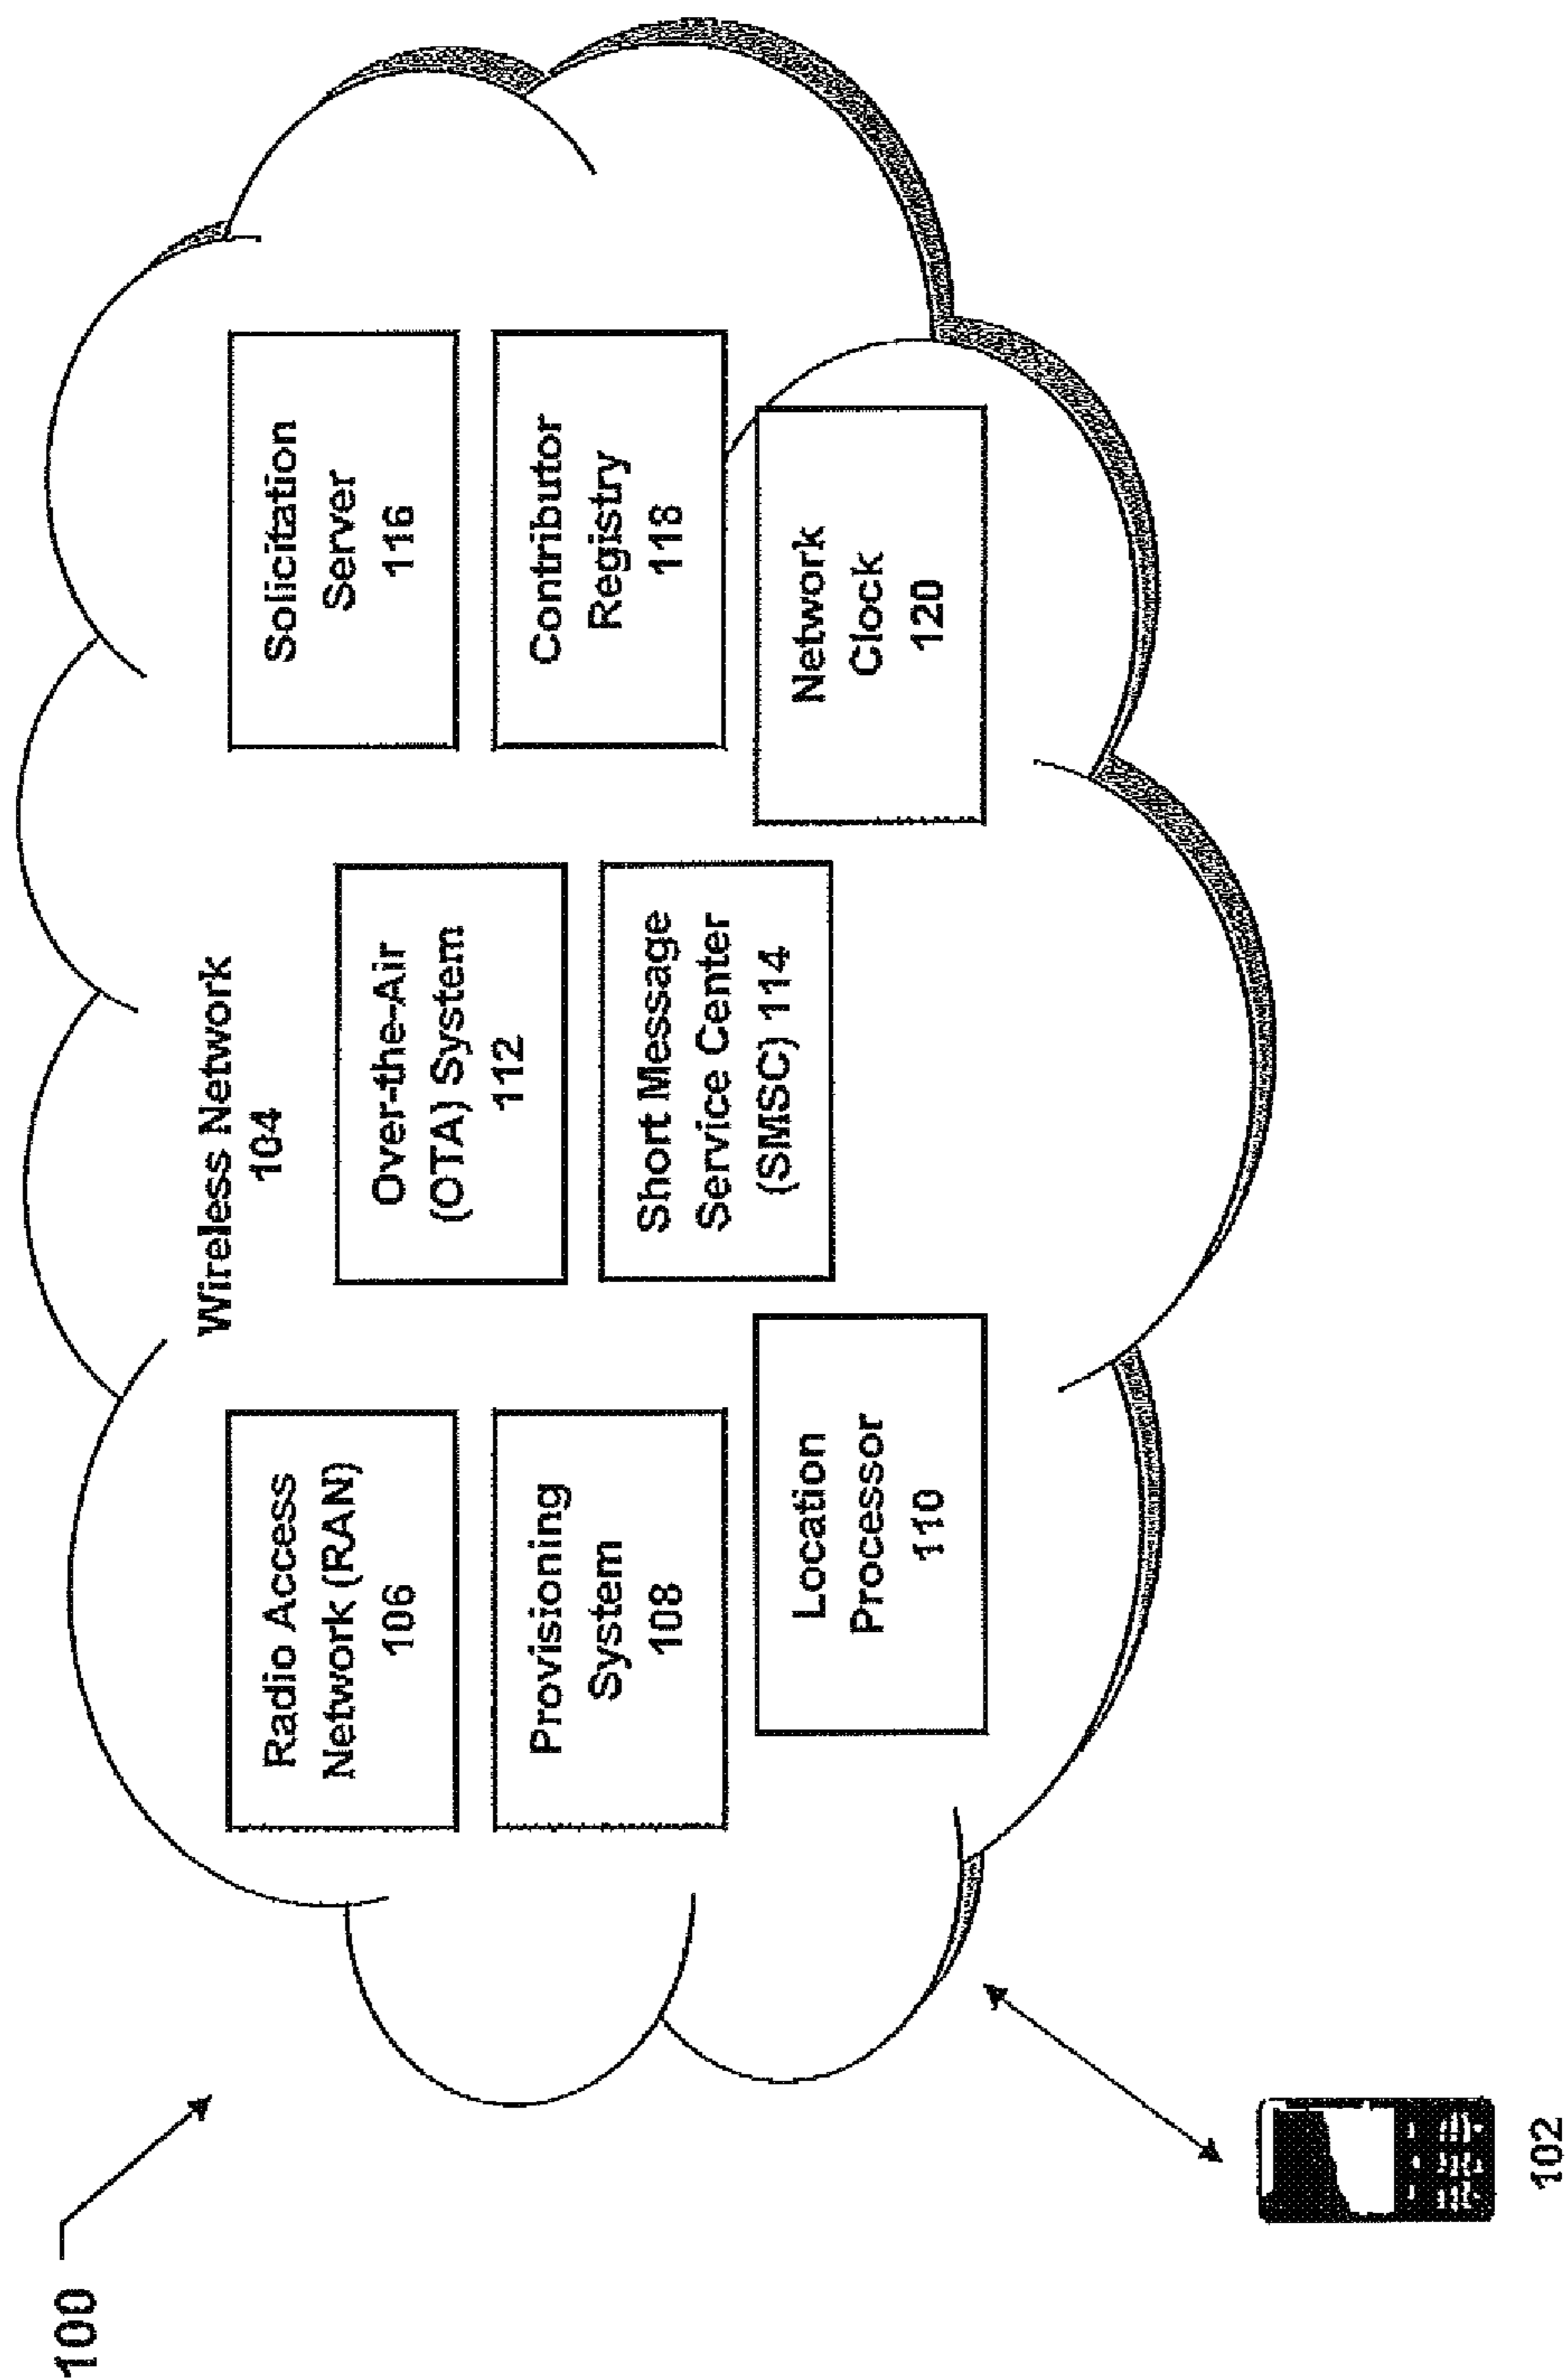 100
Wireless Network
104
Radio Access
Network (RAN)
106
Provisioning
System
108
Location
Processor
110
Over-the-Air
(OTA) System
112
Short Message
Service Center
(SMSC) 114
Solicitation
Server
116
Contributor
Registry
118
Network
Clock
120
102